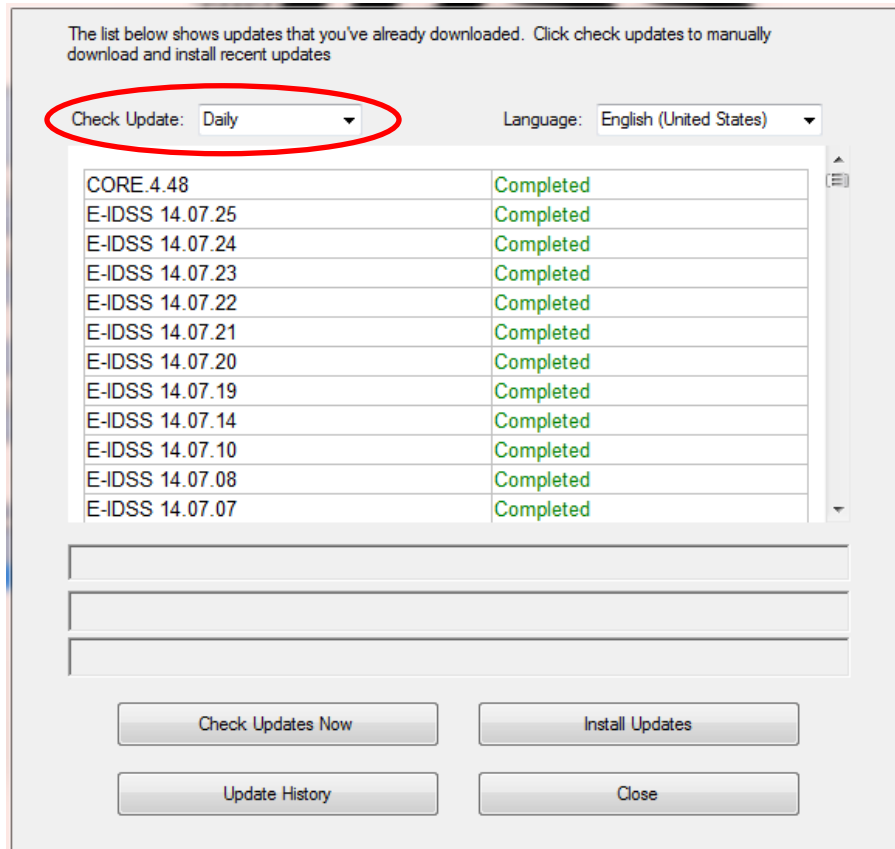 The list below shows updates that you've already downloaded.  Click check updates to manually
download and install recent updates
Check Update: Daily Language: English (United States)
CORE.4.48 Completed
E-IDSS 14.07.25 Completed
E-IDSS 14.07.24 Completed
E-IDSS 14.07.23 Completed
E-IDSS 14.07.22 Completed
E-IDSS 14.07.21 Completed
E-IDSS 14.07.20 Completed
E-IDSS 14.07.19 Completed
E-IDSS 14.07.14 Completed
E-IDSS 14.07.10 Completed
E-IDSS 14.07.08 Completed
E-IDSS 14.07.07 Completed
Check Updates Now Install Updates
Update History Close